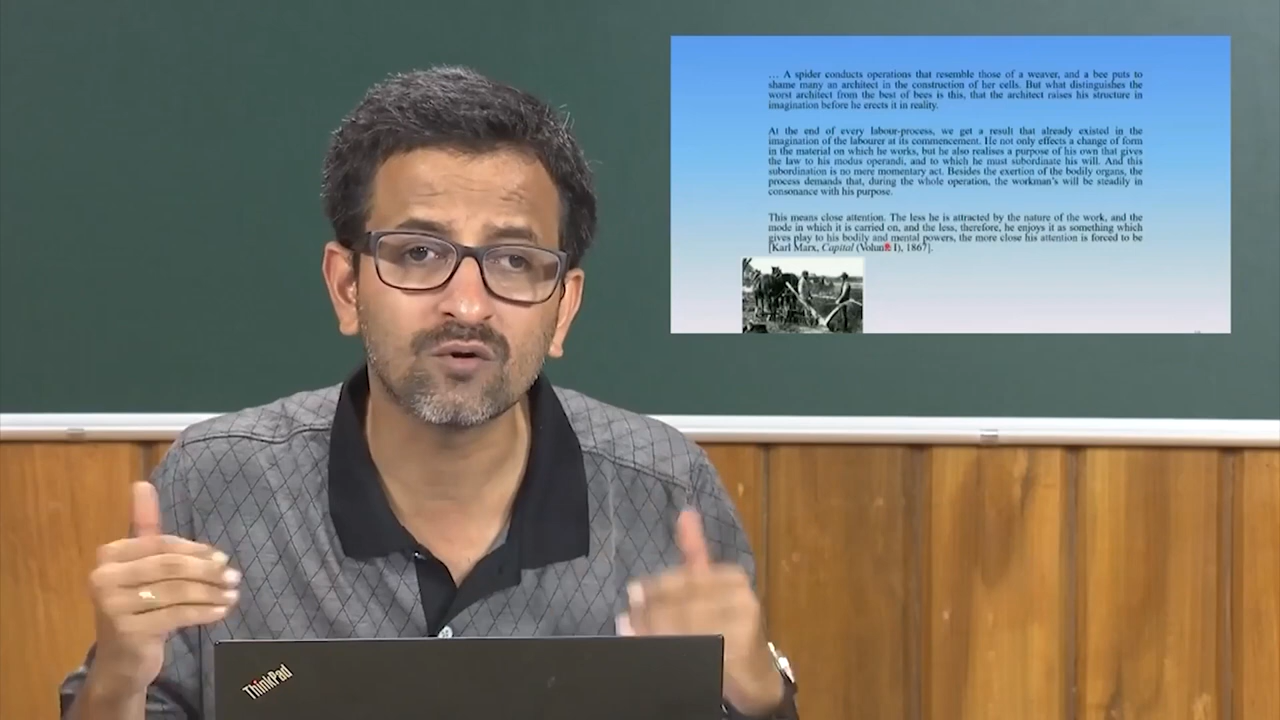 … A spider conducts operations that resemble those of a weaver, and a bee puts to
shame many an architect in the construction of her cells. But what distinguishes the
worst architect from the best of bees is this, that the architect raises his structure in
imagination before he erects it in reality.
At the end of every labour-process, we get a result that already existed in the
imagination of the labourer at its commencement. He not only effects a change of form
in the material on which he works, but he also realises a purpose of his own that gives
the law to his modus operandi, and to which he must subordinate his will. And this
subordination is no mere momentary act. Besides the exertion of the bodily organs, the
process demands that, during the whole operation, the workman's will be steadily in
consonance with his purpose.
This means close attention. The less he is attracted by the nature of the work, and the
mode in which it is carried on, and the less, therefore, he enjoys it as something which
gives play to his bodily and mental powers, the more close his attention is forced to be
[Karl Marx, Capital (Volume I), 1867].
ThinkPad